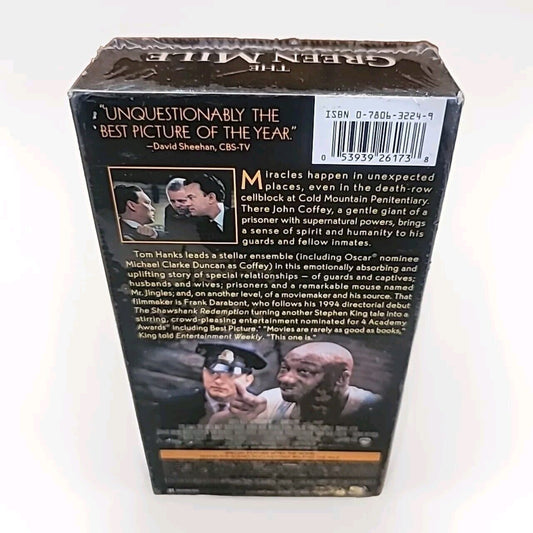 THE
GREEN MILE
"UNQUESTIONABLY THE
BEST PICTURE OF THE YEAR."
—David Sheehan, CBS-TV
ISBN 0-7806-3224-9
0 53939 26173 8
Miracles happen in unexpected
places, even in the death-row
cellblock at Cold Mountain Penitentiary.
There John Coffey, a gentle giant of a
prisoner with supernatural powers, brings
a sense of spirit and humanity to his
guards and fellow inmates.
Tom Hanks leads a stellar ensemble (including Oscar® nominee
Michael Clarke Duncan as Coffey) in this emotionally absorbing and
uplifting story of special relationships – of guards and captives;
husbands and wives; prisoners and a remarkable mouse named
Mr. Jingles; and, on another level, of a moviemaker and his source. That
filmmaker is Frank Darabont, who follows his 1994 directorial debut
The Shawshank Redemption turning another Stephen King tale into a
stirring, crowd-pleasing entertainment nominated for 4 Academy
Awards® including Best Picture.* "Movies are rarely as good as books,"
King told Entertainment Weekly. "This one is."